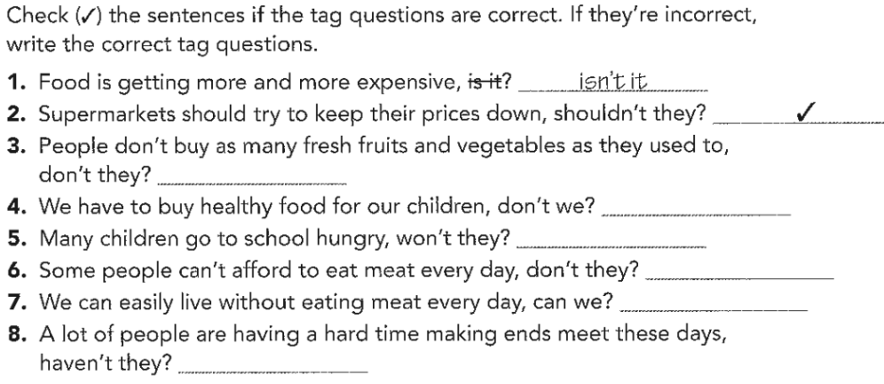 Check (✓) the sentences if the tag questions are correct. If they're incorrect,
write the correct tag questions.
1. Food is getting more and more expensive, is it? isn't it
2. Supermarkets should try to keep their prices down, shouldn't they? ✓
3. People don't buy as many fresh fruits and vegetables as they used to,
don't they?
4. We have to buy healthy food for our children, don't we?
5. Many children go to school hungry, won't they?
6. Some people can't afford to eat meat every day, don't they?
7. We can easily live without eating meat every day, can we?
8. A lot of people are having a hard time making ends meet these days,
haven't they?